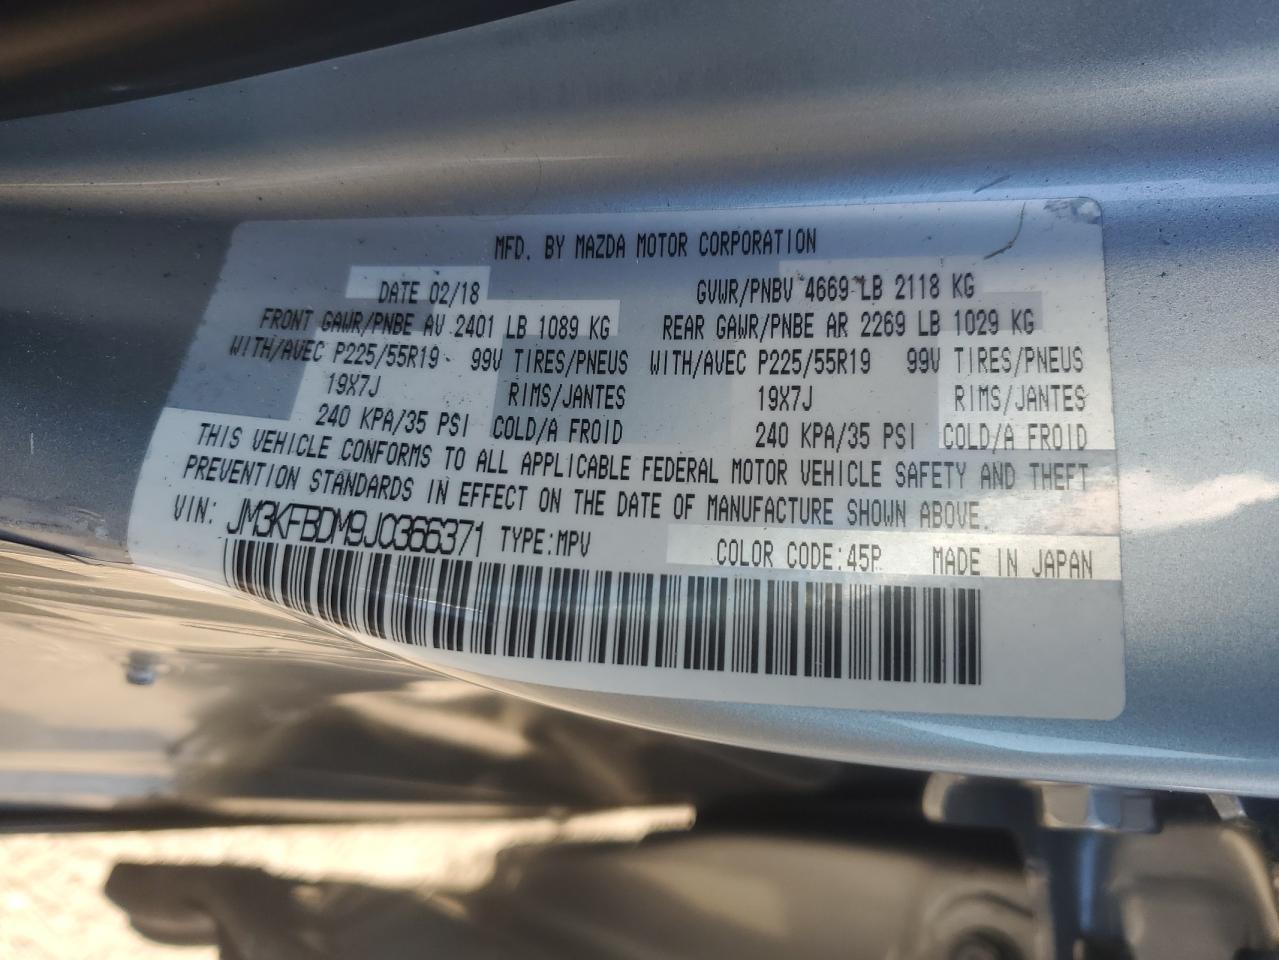 MFD. BY MAZDA MOTOR CORPORATION
DATE 02/18 GVWR/PNBV 4669 LB 2118 KG
FRONT GAWR/PNBE AV 2401 LB 1089 KG REAR GAWR/PNBE AR 2269 LB 1029 KG
WITH/AVEC P225/55R19 99V TIRES/PNEUS WITH/AVEC P225/55R19 99V TIRES/PNEUS
19X7J RIMS/JANTES 19X7J RIMS/JANTES
240 KPA/35 PSI COLD/A FROID 240 KPA/35 PSI COLD/A FROID
THIS VEHICLE CONFORMS TO ALL APPLICABLE FEDERAL MOTOR VEHICLE SAFETY AND THEFT
PREVENTION STANDARDS IN EFFECT ON THE DATE OF MANUFACTURE SHOWN ABOVE.
VIN: JM3KFBDM9J0366371 TYPE:MPV COLOR CODE:45P MADE IN JAPAN